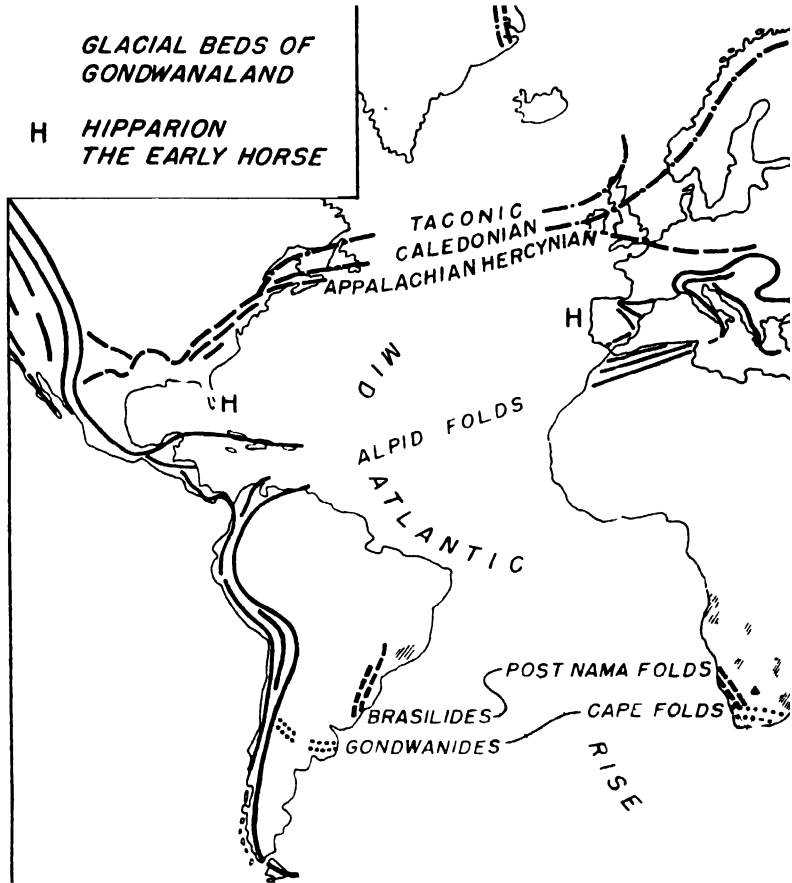 GLACIAL BEDS OF
GONDWANALAND
H HIPPARION
THE EARLY HORSE
TACONIC
CALEDONIAN
APPALACHIAN HERCYNIAN
H
MID
H
ALPID FOLDS
ATLANTIC
POST NAMA FOLDS
BRASILIDES
CAPE FOLDS
GONDWANIDES
RISE